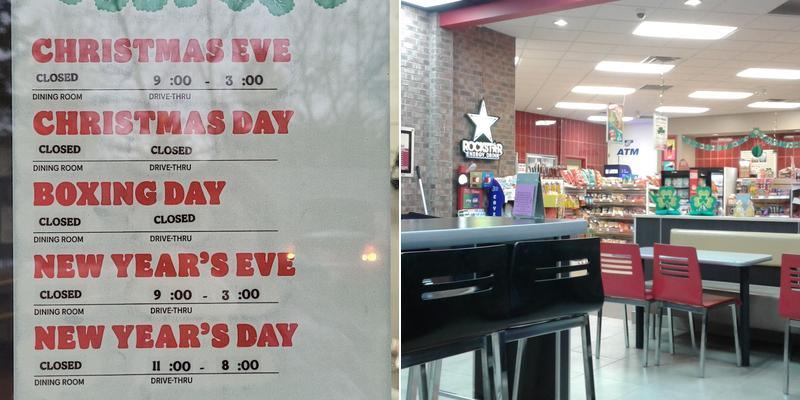 CHRISTMAS EVE
CLOSED 9 :00 - 3 :00
DINING ROOM DRIVE-THRU
CHRISTMAS DAY
CLOSED CLOSED
DINING ROOM DRIVE-THRU
BOXING DAY
CLOSED CLOSED
DINING ROOM DRIVE-THRU
NEW YEAR'S EVE
CLOSED 9 :00 - 3 :00
DINING ROOM DRIVE-THRU
NEW YEAR'S DAY
CLOSED 11 :00 - 8 :00
DINING ROOM DRIVE-THRU
ROCKSTAR
ENERGY DRINK
ATM